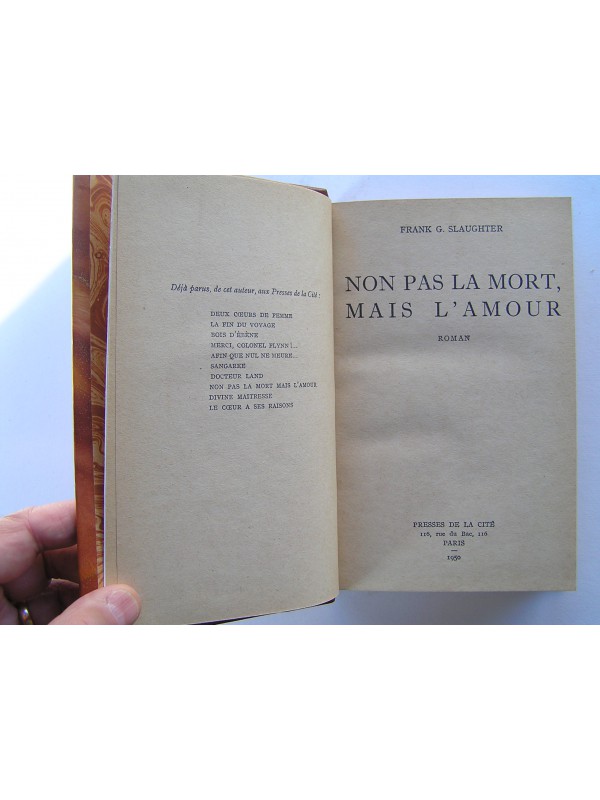 Déjà parus, de cet auteur, aux Presses de la Cité :
DEUX CŒURS DE FEMME
LA FIN DU VOYAGE
BOIS D'ÉBÈNE
MERCI, COLONEL FLYNN !...
AFIN QUE NUL NE MEURE...
SANGAREE
DOCTEUR LAND
NON PAS LA MORT MAIS L'AMOUR
DIVINE MAITRESSE
LE CŒUR A SES RAISONS
FRANK G. SLAUGHTER
NON PAS LA MORT,
MAIS L'AMOUR
ROMAN
PRESSES DE LA CITÉ
116, rue du Bac, 116
PARIS
—
1950